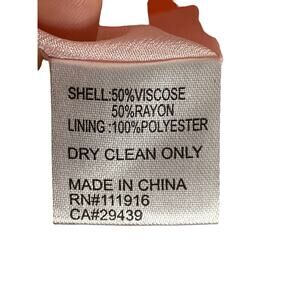 SHELL:50%VISCOSE
50%RAYON
LINING:100%POLYESTER
DRY CLEAN ONLY
MADE IN CHINA
RN#111916
CA#29439